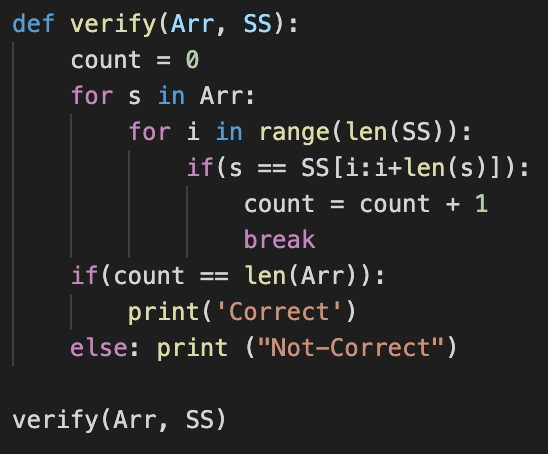 def verify(Arr, SS):
    count = 0
    for s in Arr:
        for i in range(len(SS)):
            if(s == SS[i:i+len(s)]):
                count = count + 1
                break
    if(count == len(Arr)):
        print('Correct')
    else: print ("Not-Correct")

verify(Arr, SS)